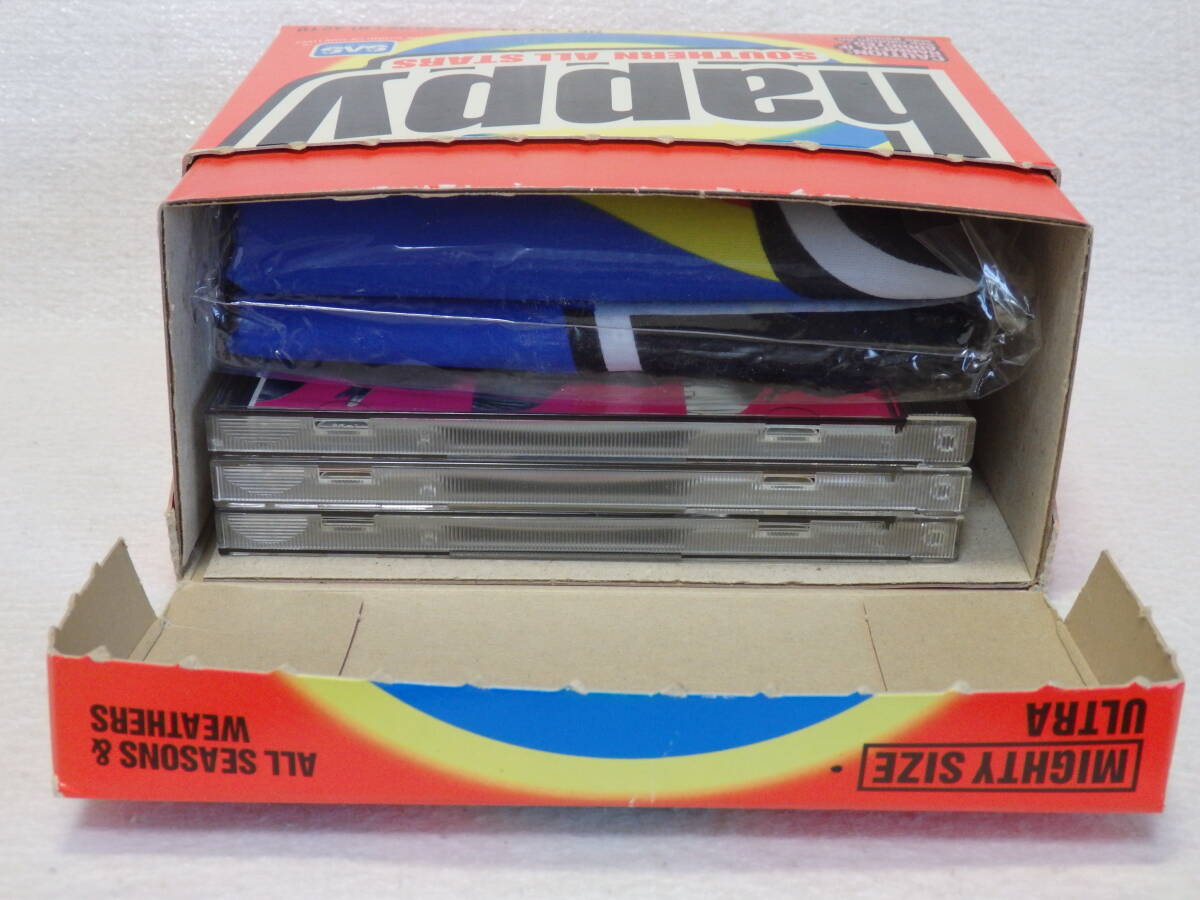 happy
SOUTHERN ALL STARS
SAS
ULTRA
MIGHTY SIZE
ALL SEASONS &
WEATHERS